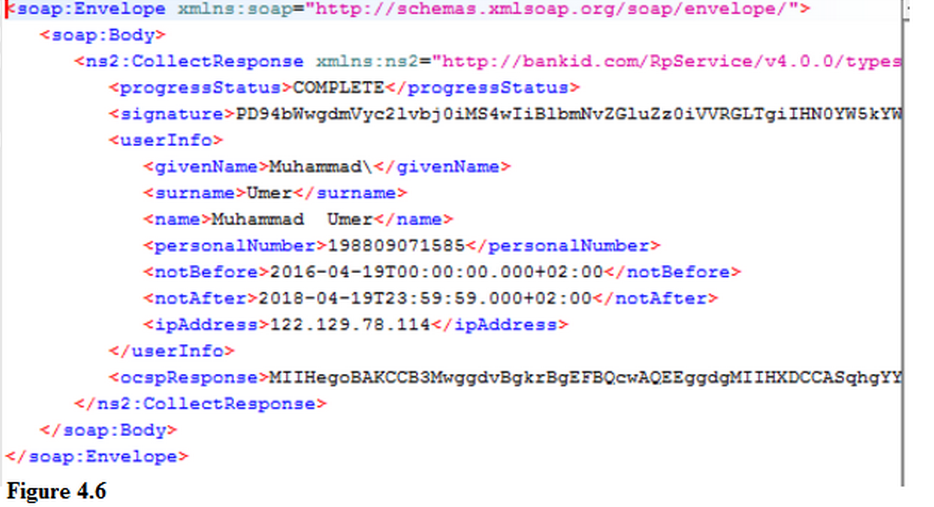 <soap:Envelope xmlns:soap="http://schemas.xmlsoap.org/soap/envelope/">
<soap:Body>
<ns2:CollectResponse xmlns:ns2="http://bankid.com/RpService/v4.0.0/types
<progressStatus>COMPLETE</progressStatus>
<signature>PD94bWwgdmVyc2lvbj0iMS4wIiBlbmNvZGluZz0iVVRGLTgiIHN0YW5kYW
<userInfo>
<givenName>Muhammad\</givenName>
<surname>Umer</surname>
<name>Muhammad  Umer</name>
<personalNumber>198809071585</personalNumber>
<notBefore>2016-04-19T00:00:00.000+02:00</notBefore>
<notAfter>2018-04-19T23:59:59.000+02:00</notAfter>
<ipAddress>122.129.78.114</ipAddress>
</userInfo>
<ocspResponse>MIIHegoBAKCCB3MwggdvBgkrBgEFBQcwAQEEggdgMIIHXDCCASqhgYY
</ns2:CollectResponse>
</soap:Body>
</soap:Envelope>
Figure 4.6